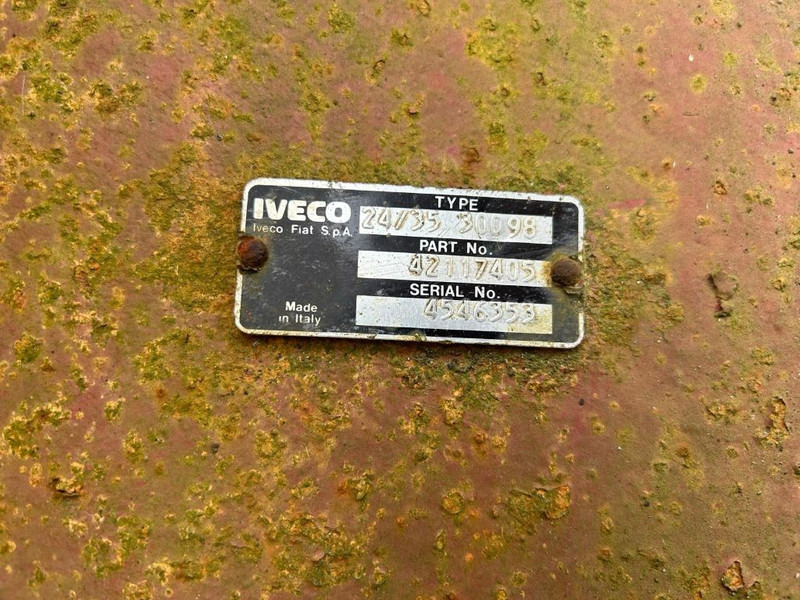 IVECO
Iveco Fiat S.p.A.
Made
in Italy
TYPE
24/35 30098
PART No.
42117405
SERIAL No.
4546353